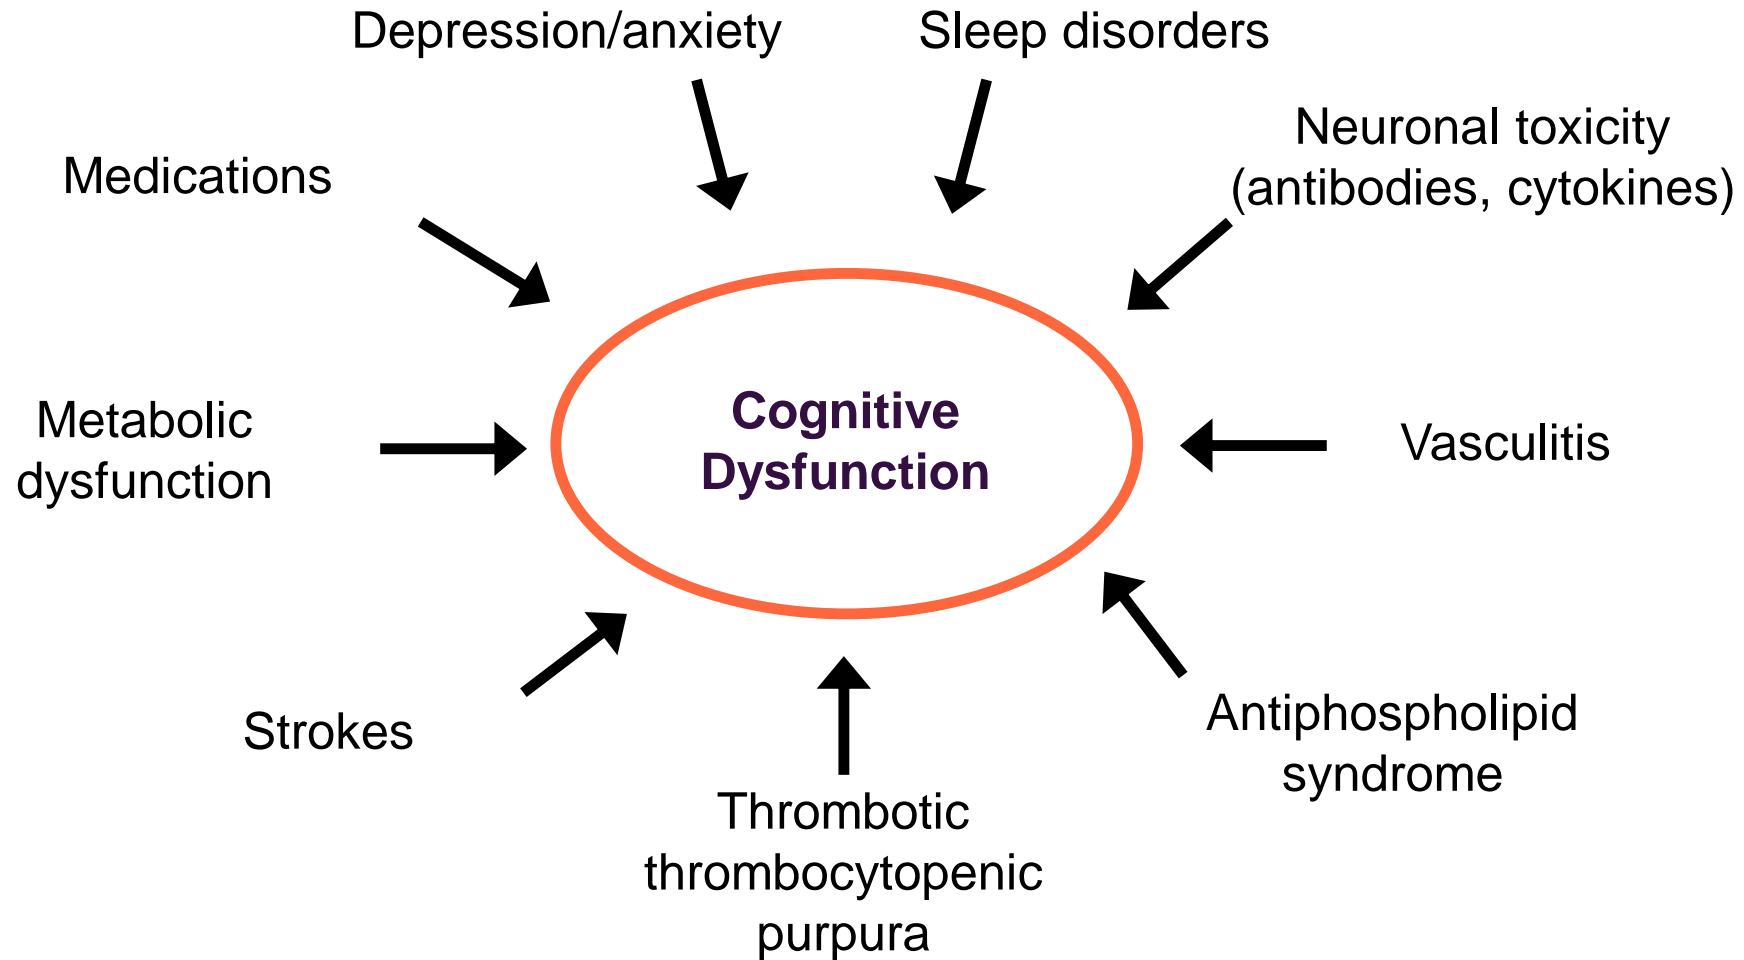 Depression/anxiety
Sleep disorders
Neuronal toxicity
(antibodies, cytokines)
Medications
Cognitive
Dysfunction
Metabolic
dysfunction
Vasculitis
Strokes
Antiphospholipid
syndrome
Thrombotic
thrombocytopenic
purpura